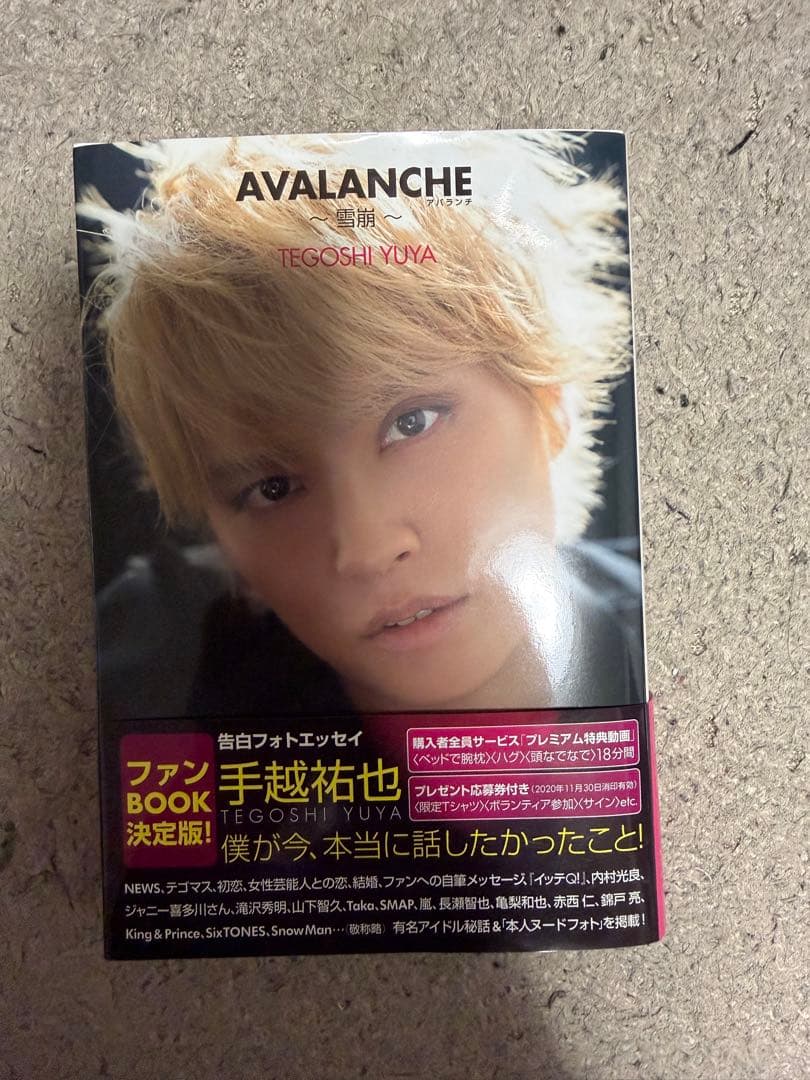 AVALANCHE
アバランチ
〜 雪崩 〜
TEGOSHI YUYA
ファン
BOOK
決定版!
告白フォトエッセイ
手越祐也
TEGOSHI YUYA
購入者全員サービス「プレミアム特典動画」
〈ベッドで腕枕〉〈ハグ〉〈頭なでなで〉18分間
プレゼント応募券付き(2020年11月30日消印有効)
〈限定Tシャツ〉〈ボランティア参加〉〈サイン〉etc.
僕が今、本当に話したかったこと!
NEWS、テゴマス、初恋、女性芸能人との恋、結婚、ファンへの自筆メッセージ、『イッテQ!』、内村光良、
ジャニー喜多川さん、滝沢秀明、山下智久、Taka、SMAP、嵐、長瀬智也、亀梨和也、赤西 仁、錦戸 亮、
King & Prince、SixTONES、Snow Man…(敬称略) 有名アイドル秘話&「本人ヌードフォト」を掲載!